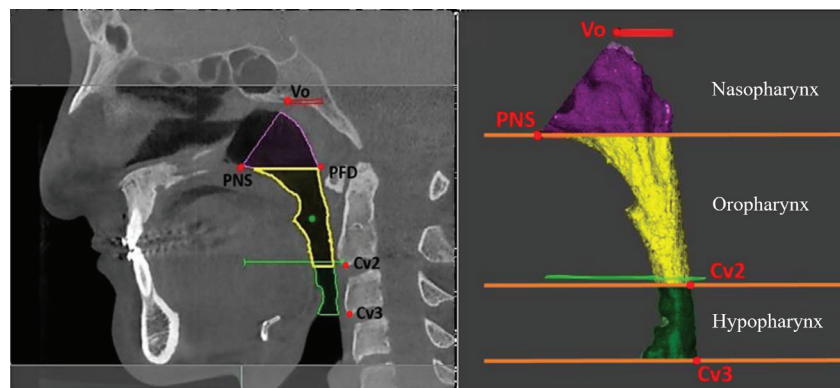 Vo
PNS
PFD
Cv2
Cv3
Vo
Nasopharynx
PNS
Oropharynx
Cv2
Hypopharynx
Cv3